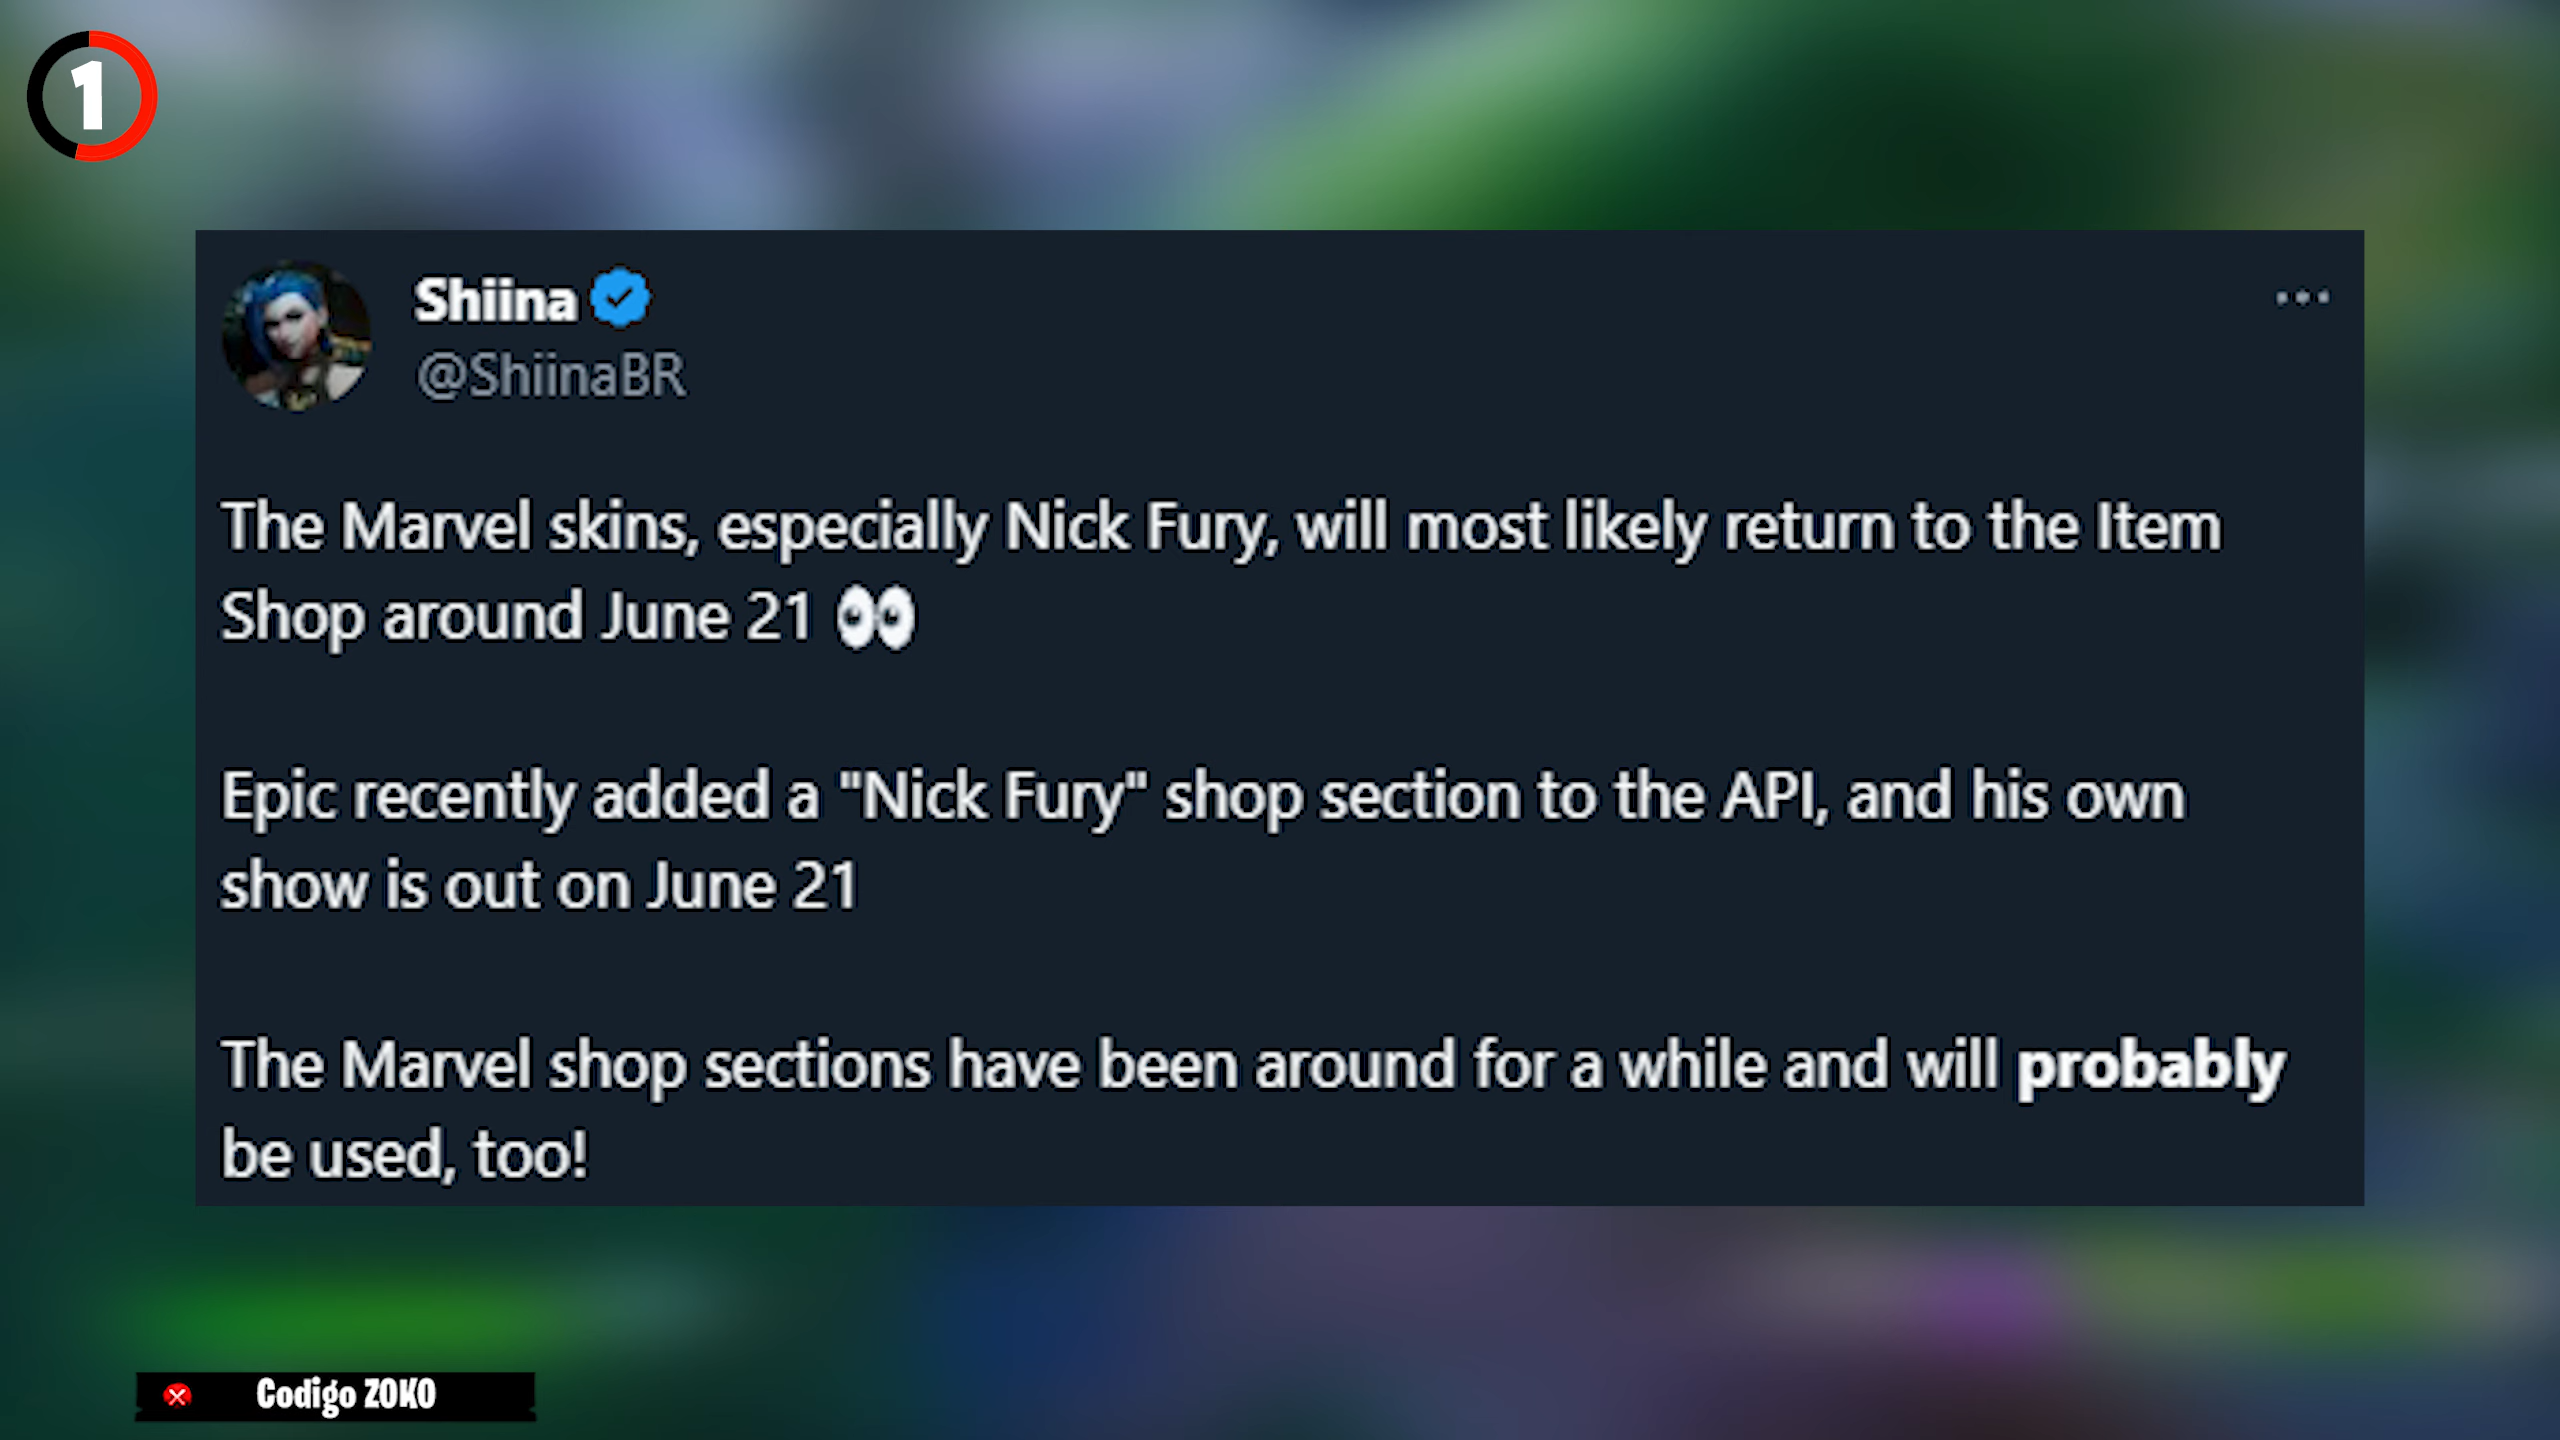 1
Shiina
@ShiinaBR
The Marvel skins, especially Nick Fury, will most likely return to the Item
Shop around June 21 👀
Epic recently added a "Nick Fury" shop section to the API, and his own
show is out on June 21
The Marvel shop sections have been around for a while and will probably
be used, too!
Codigo ZOKO